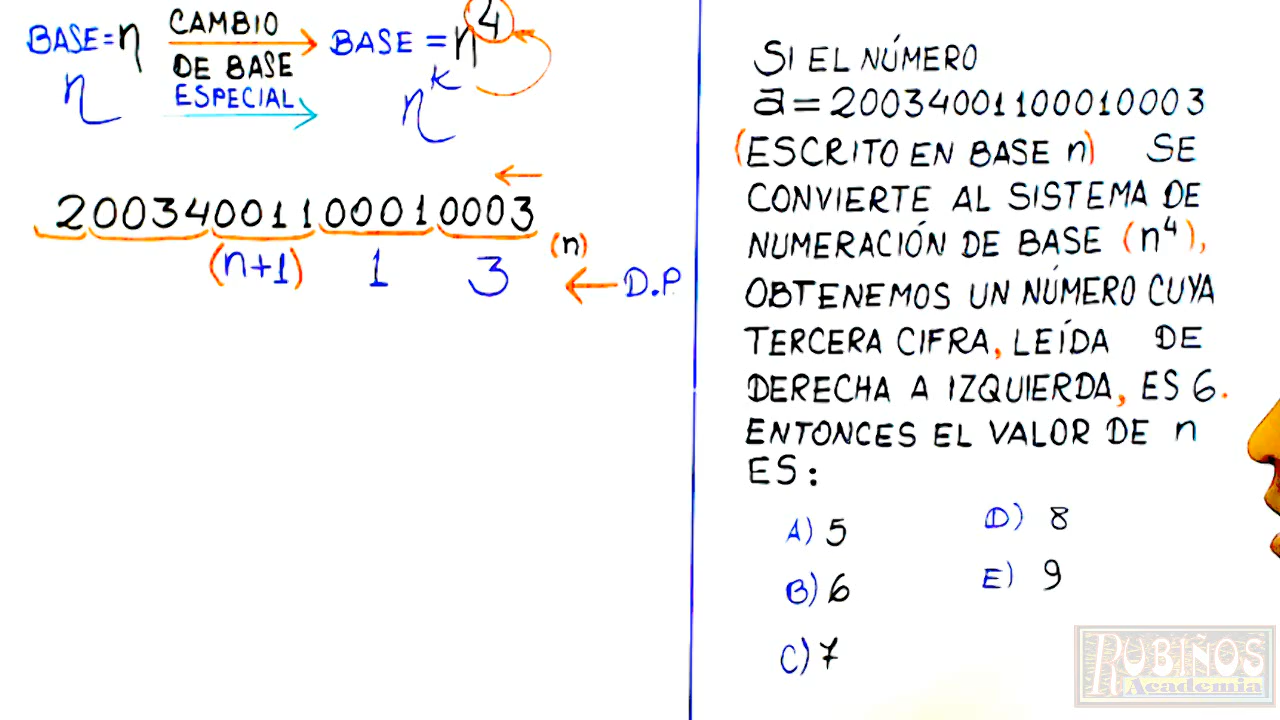 BASE=n CAMBIO DE BASE ESPECIAL BASE = n⁴
n nᵏ
20034001100010003 (n)
(n+1) 1 3 ← D.P
SI EL NÚMERO
a = 20034001100010003
(ESCRITO EN BASE n) SE
CONVIERTE AL SISTEMA DE
NUMERACIÓN DE BASE (n⁴),
OBTENEMOS UN NÚMERO CUYA
TERCERA CIFRA, LEÍDA DE
DERECHA A IZQUIERDA, ES 6.
ENTONCES EL VALOR DE n
ES:
A) 5
B) 6
C) 7
D) 8
E) 9
RUBIÑOS
Academia